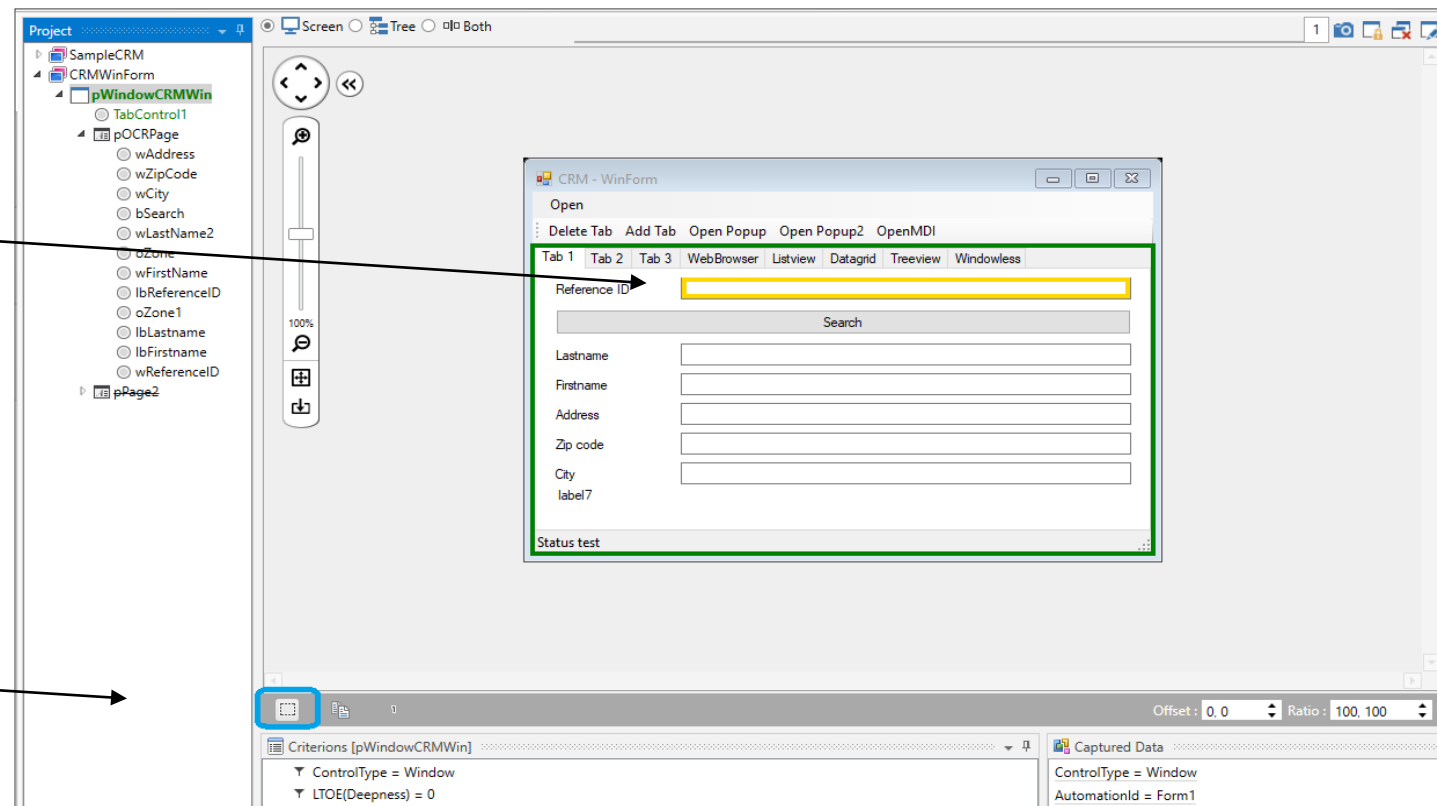 Project
Screen Tree Both
1
SampleCRM
CRMWinForm
pWindowCRMWin
TabControl1
pOCRPage
wAddress
wZipCode
wCity
bSearch
wLastName2
oZone
wFirstName
lbReferenceID
oZone1
lbLastname
lbFirstname
wReferenceID
pPage2
100%
CRM - WinForm
Open
Delete Tab Add Tab Open Popup Open Popup2 OpenMDI
Tab 1 Tab 2 Tab 3 WebBrowser Listview Datagrid Treeview Windowless
Reference ID
Search
Lastname
Firstname
Address
Zip code
City
label7
Status test
1 Offset : 0, 0 Ratio : 100, 100
Criterions [pWindowCRMWin]
ControlType = Window
LTOE(Deepness) = 0
Captured Data
ControlType = Window
AutomationId = Form1